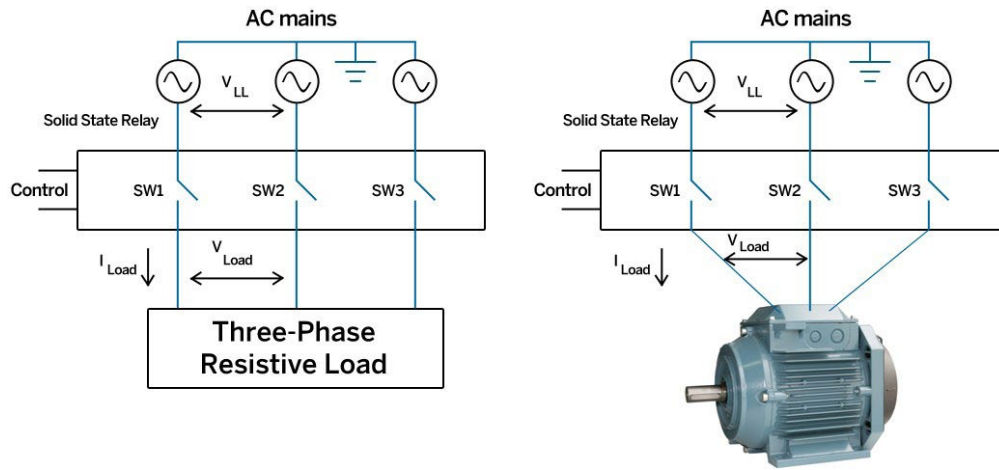 AC mains
V LL
Solid State Relay
Control
SW1
SW2
SW3
I Load
V Load
Three-Phase
Resistive Load
AC mains
V LL
Solid State Relay
Control
SW1
SW2
SW3
I Load
V Load